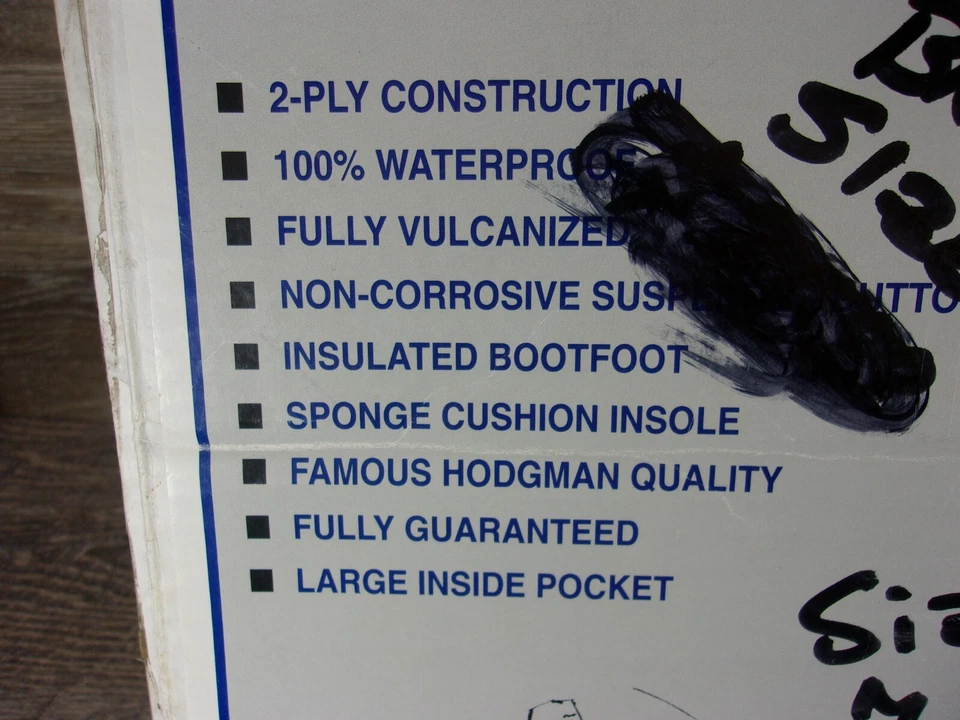 2-PLY CONSTRUCTION
100% WATERPROOF
FULLY VULCANIZED
NON-CORROSIVE
INSULATED BOOTFOOT
SPONGE CUSHION INSOLE
FAMOUS HODGMAN QUALITY
FULLY GUARANTEED
LARGE INSIDE POCKET